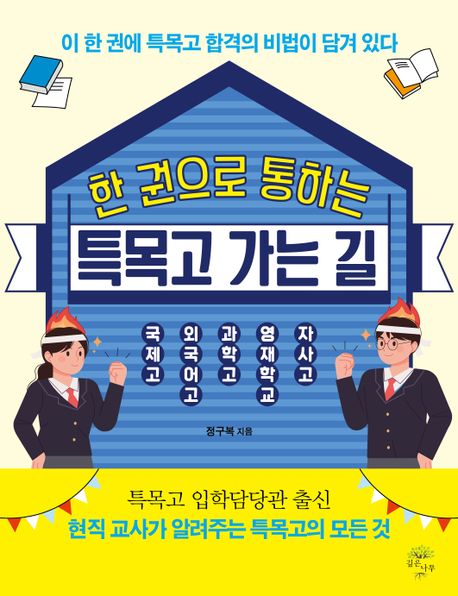 이 한 권에 특목고 합격의 비법이 담겨 있다
한 권으로 통하는
특목고 가는 길
국제고
외국어고
과학고
영재학교
자사고
정구복 지음
특목고 입학담당관 출신
현직 교사가 알려주는 특목고의 모든 것
깊은나무